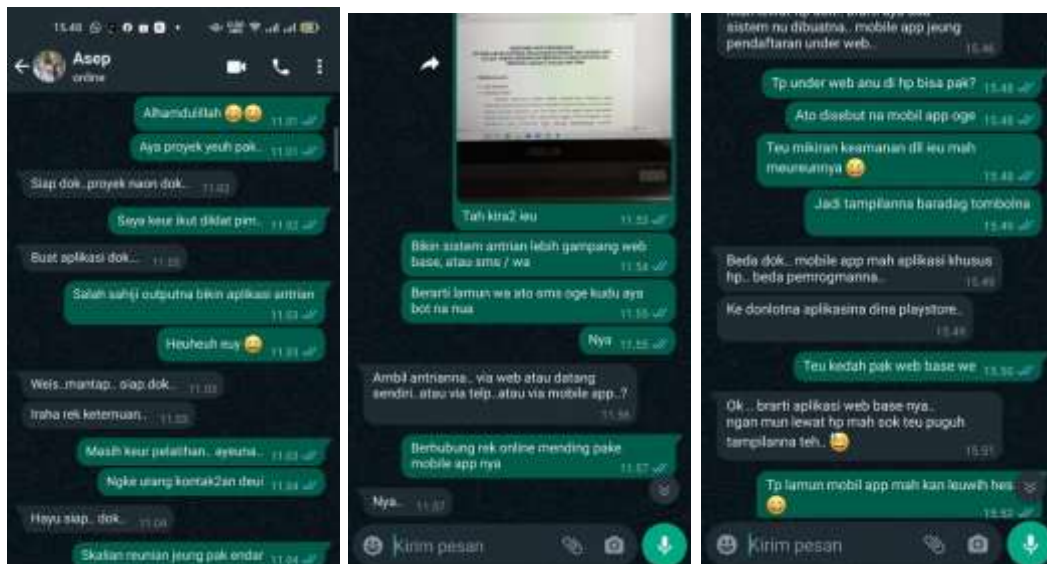 15.48
Asep
online
Alhamdulillah 11.01
Aya proyek yeuh pak.. 11.01
Siap dok..proyek naon dok.. 11.03
Saya keur ikut diklat pim.. 11.03
Buat aplikasi dok... 11.03
Salah sahji outputna bikin aplikasi antrian
11.03
Heuheuh euy 11.03
Weis..mantap.. siap dok.. 11.03
Iraha rek ketemuan.. 11.03
Masih keur pelatihan.. ayeuna.. 11.03
Ngke urang kontak2an deui 11.04
Hayu siap.. dok.. 11.04
Skalian reunian jeung pak endar 11.04
Tah kira2 ieu 11.53
Bikin sistem antrian lebih gampang web
base, atau sms / wa 11.54
Berarti lamun wa ato sms oge kudu aya
bot na nua 11.55
Nya 11.55
Ambil antrianna.. via web atau datang
sendiri..atau via telp..atau via mobile app..?
11.56
Berhubung rek online mending pake
mobile app nya 11.57
Nya.. 11.57
Kirim pesan
sistem nu dibuatna.. mobile app jeung
pendaftaran under web.. 15.46
Tp under web anu di hp bisa pak? 15.48
Ato disebut na mobil app oge 15.48
Teu mikiran keamanan dll ieu mah
meureunnya 15.48
Jadi tampilanna baradag tombolna
15.49
Beda dok.. mobile app mah aplikasi khusus
hp.. beda pemrogmanna.. 15.49
Ke donlotna aplikasina dina playstore..
15.49
Teu kedah pak web base we 15.50
Ok .. brarti aplikasi web base nya..
ngan mun lewat hp mah sok teu puguh
tampilanna teh.. 15.51
Tp lamun mobil app mah kan leuwih hes
15.52
Kirim pesan